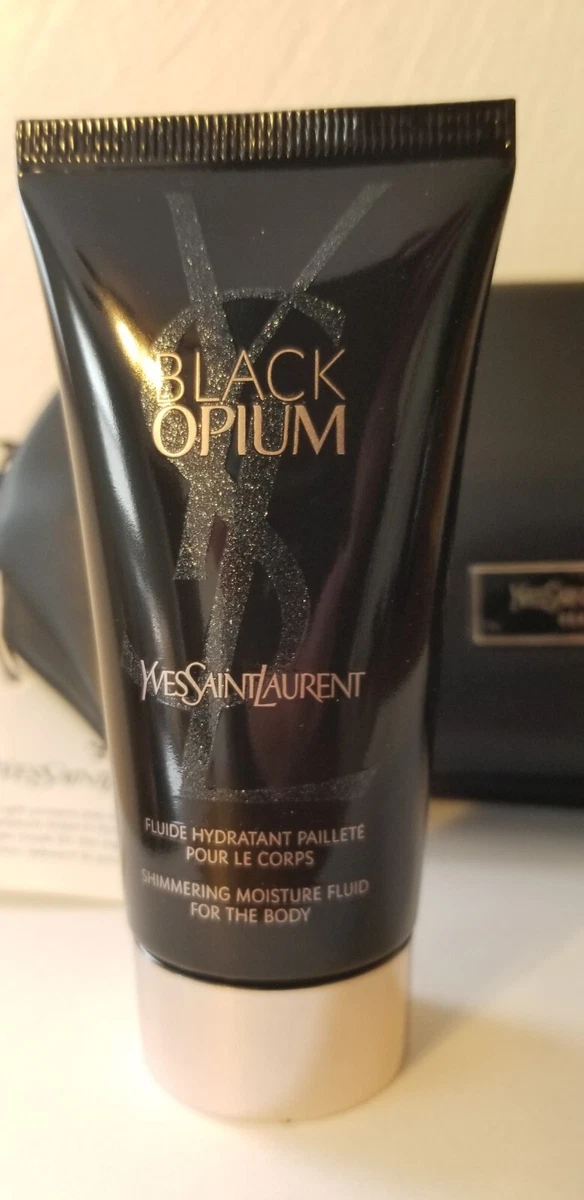 BLACK
OPIUM
YVESSAINTLAURENT
FLUIDE HYDRATANT PAILLETÉ
POUR LE CORPS
SHIMMERING MOISTURE FLUID
FOR THE BODY